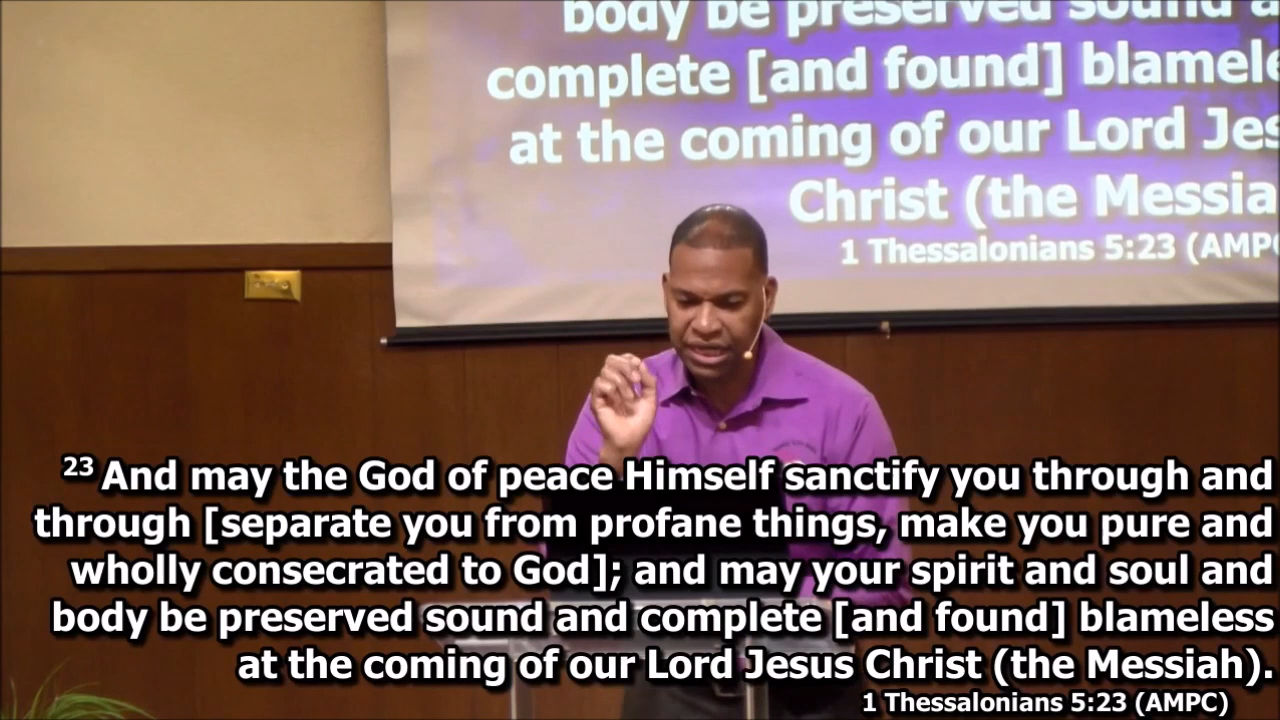 body be preserved sound
complete [and found]
at the coming of our Lord
Christ (the
1 Thessalonians 5:23
23 And may the God of peace Himself sanctify you through and
through [separate you from profane things, make you pure and
wholly consecrated to God]; and may your spirit and soul and
body be preserved sound and complete [and found] blameless
at the coming of our Lord Jesus Christ (the Messiah).
1 Thessalonians 5:23 (AMPC)